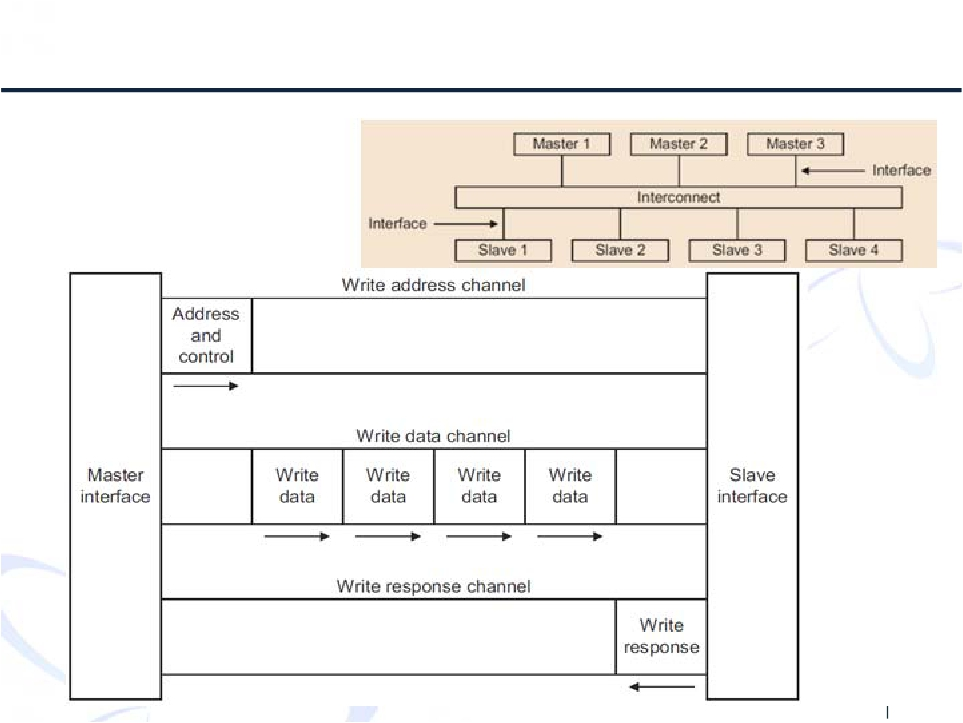 Master 1 Master 2 Master 3
Interface
Interconnect
Interface
Slave 1 Slave 2 Slave 3 Slave 4
Write address channel
Address
and
control
Write data channel
Master
interface
Write
data
Write
data
Write
data
Write
data
Slave
interface
Write response channel
Write
response